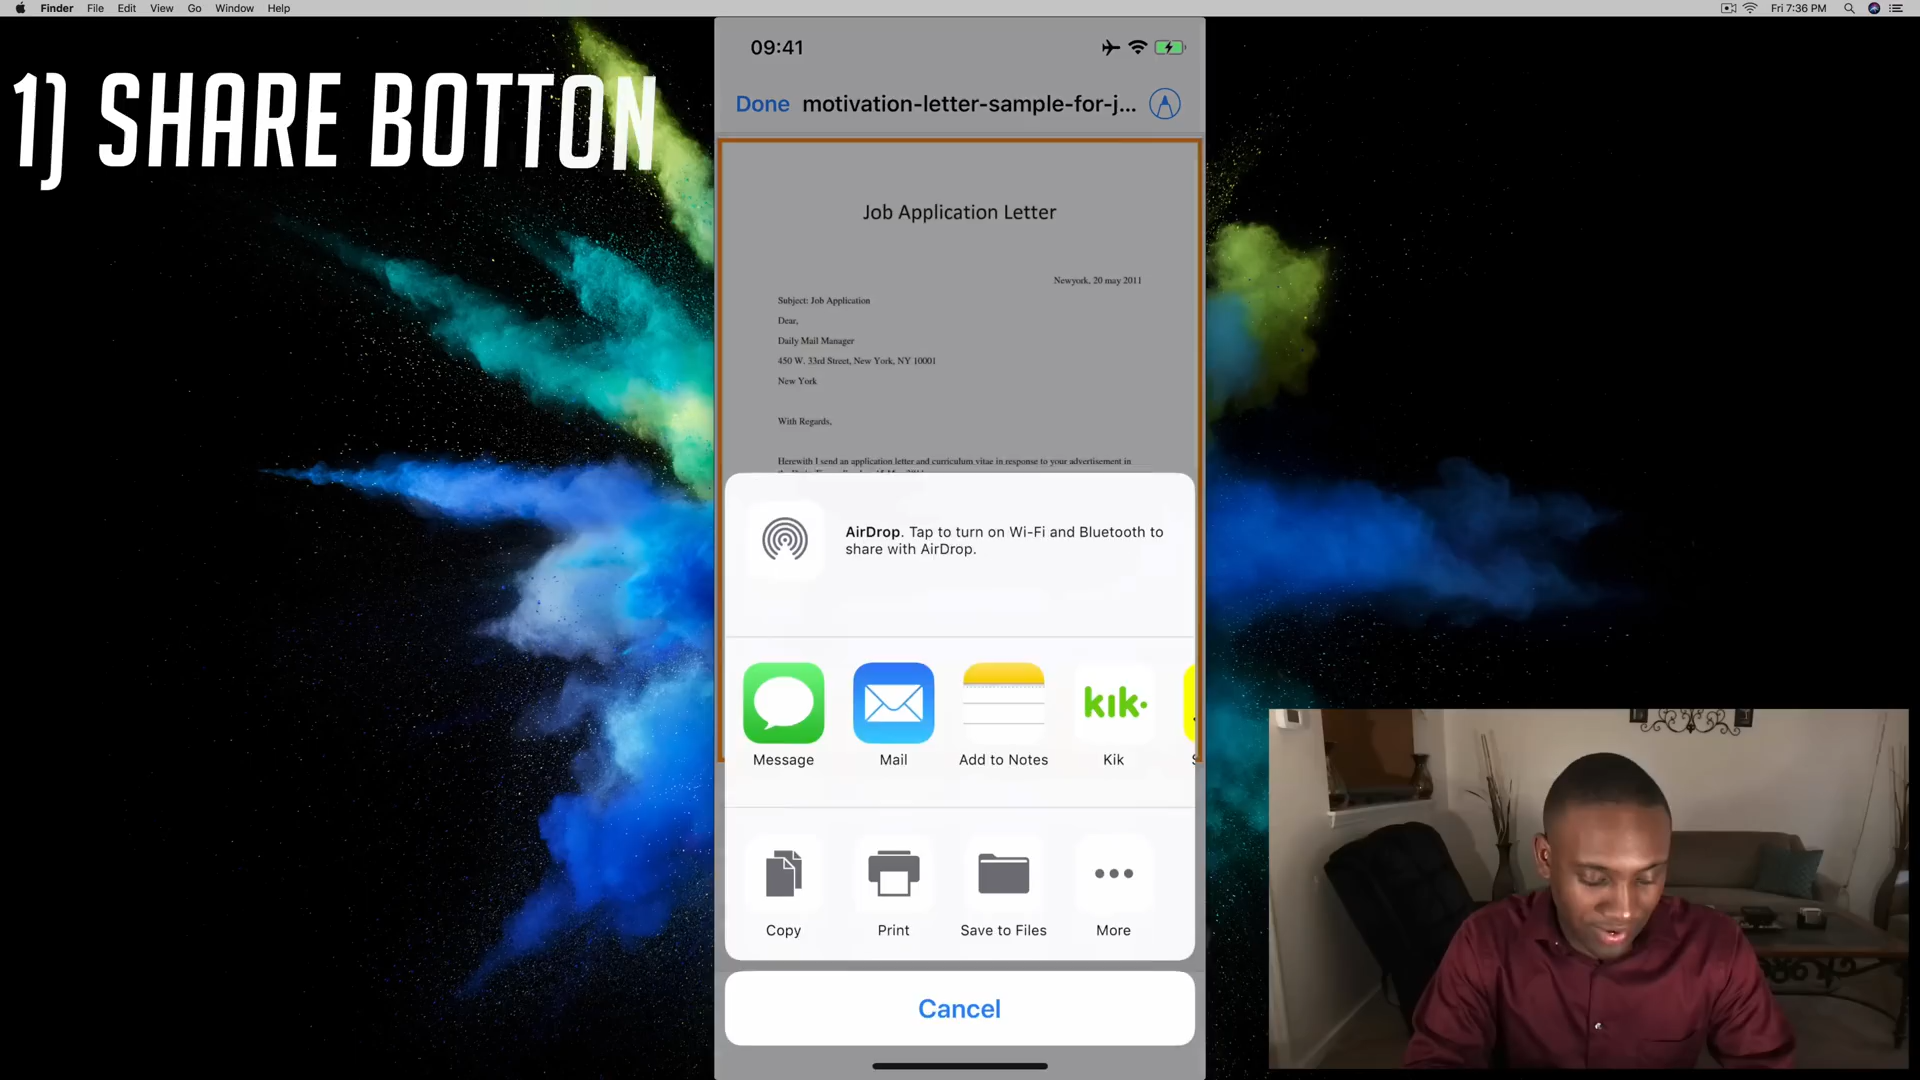 Finder File Edit View Go Window Help
Fri 7:36 PM
1) SHARE BOTTON
09:41
Done motivation-letter-sample-for-j...
Job Application Letter
Newyork, 20 may 2011
Subject: Job Application
Dear,
Daily Mail Manager
450 W. 33rd Street, New York, NY 10001
New York
With Regards,
Herewith I send an application letter and curriculum vitae in response to your advertisement in
AirDrop. Tap to turn on Wi-Fi and Bluetooth to
share with AirDrop.
kik.
Message Mail Add to Notes Kik
Copy Print Save to Files More
Cancel